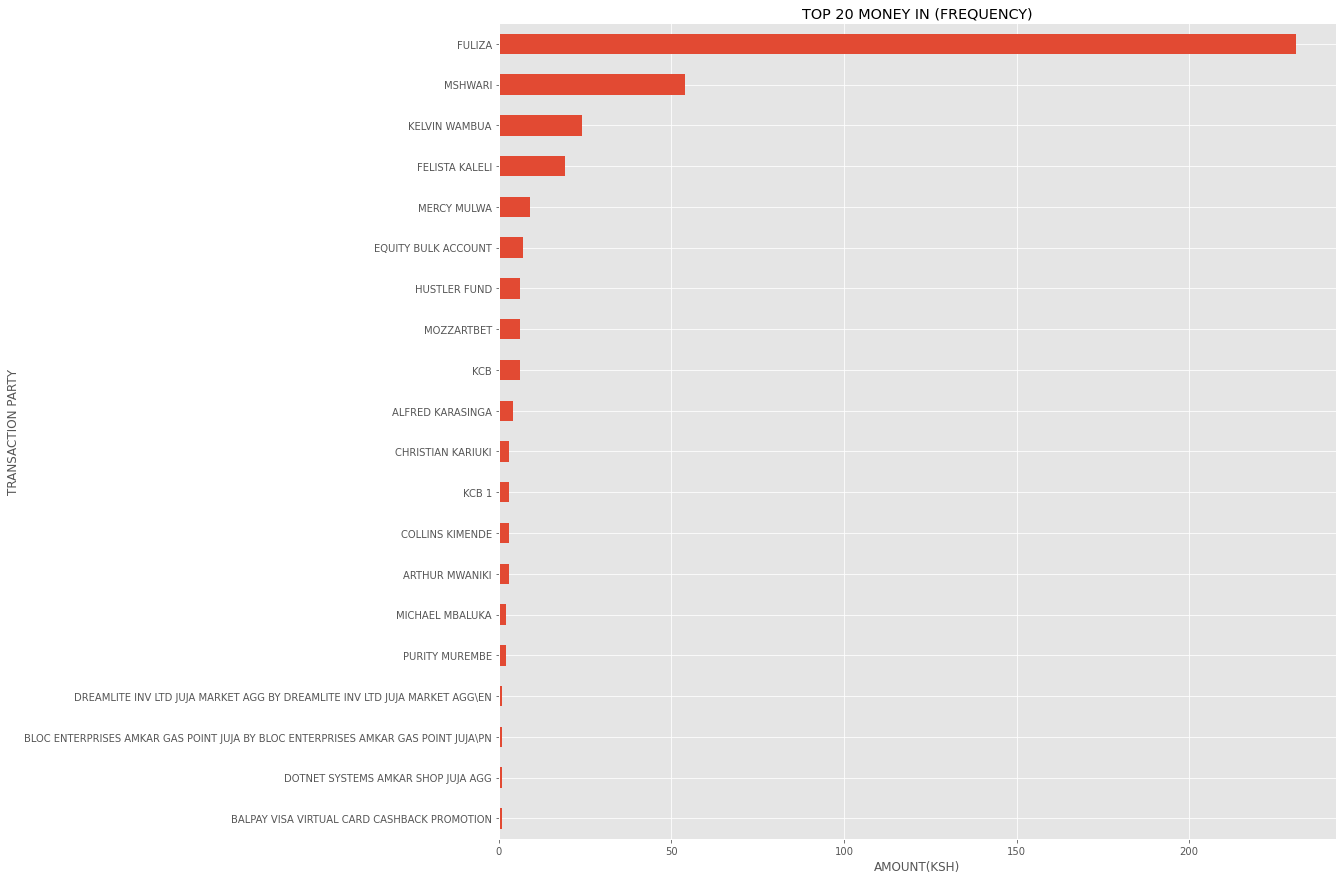 TOP 20 MONEY IN (FREQUENCY)
FULIZA
MSHWARI
KELVIN WAMBUA
FELISTA KALELI
MERCY MULWA
EQUITY BULK ACCOUNT
HUSTLER FUND
MOZZARTBET
KCB
ALFRED KARASINGA
CHRISTIAN KARIUKI
KCB 1
COLLINS KIMENDE
ARTHUR MWANIKI
MICHAEL MBALUKA
PURITY MUREMBE
DREAMLITE INV LTD JUJA MARKET AGG BY DREAMLITE INV LTD JUJA MARKET AGG\EN
BLOC ENTERPRISES AMKAR GAS POINT JUJA BY BLOC ENTERPRISES AMKAR GAS POINT JUJA\PN
DOTNET SYSTEMS AMKAR SHOP JUJA AGG
BALPAY VISA VIRTUAL CARD CASHBACK PROMOTION
TRANSACTION PARTY
0 50 100 150 200
AMOUNT(KSH)